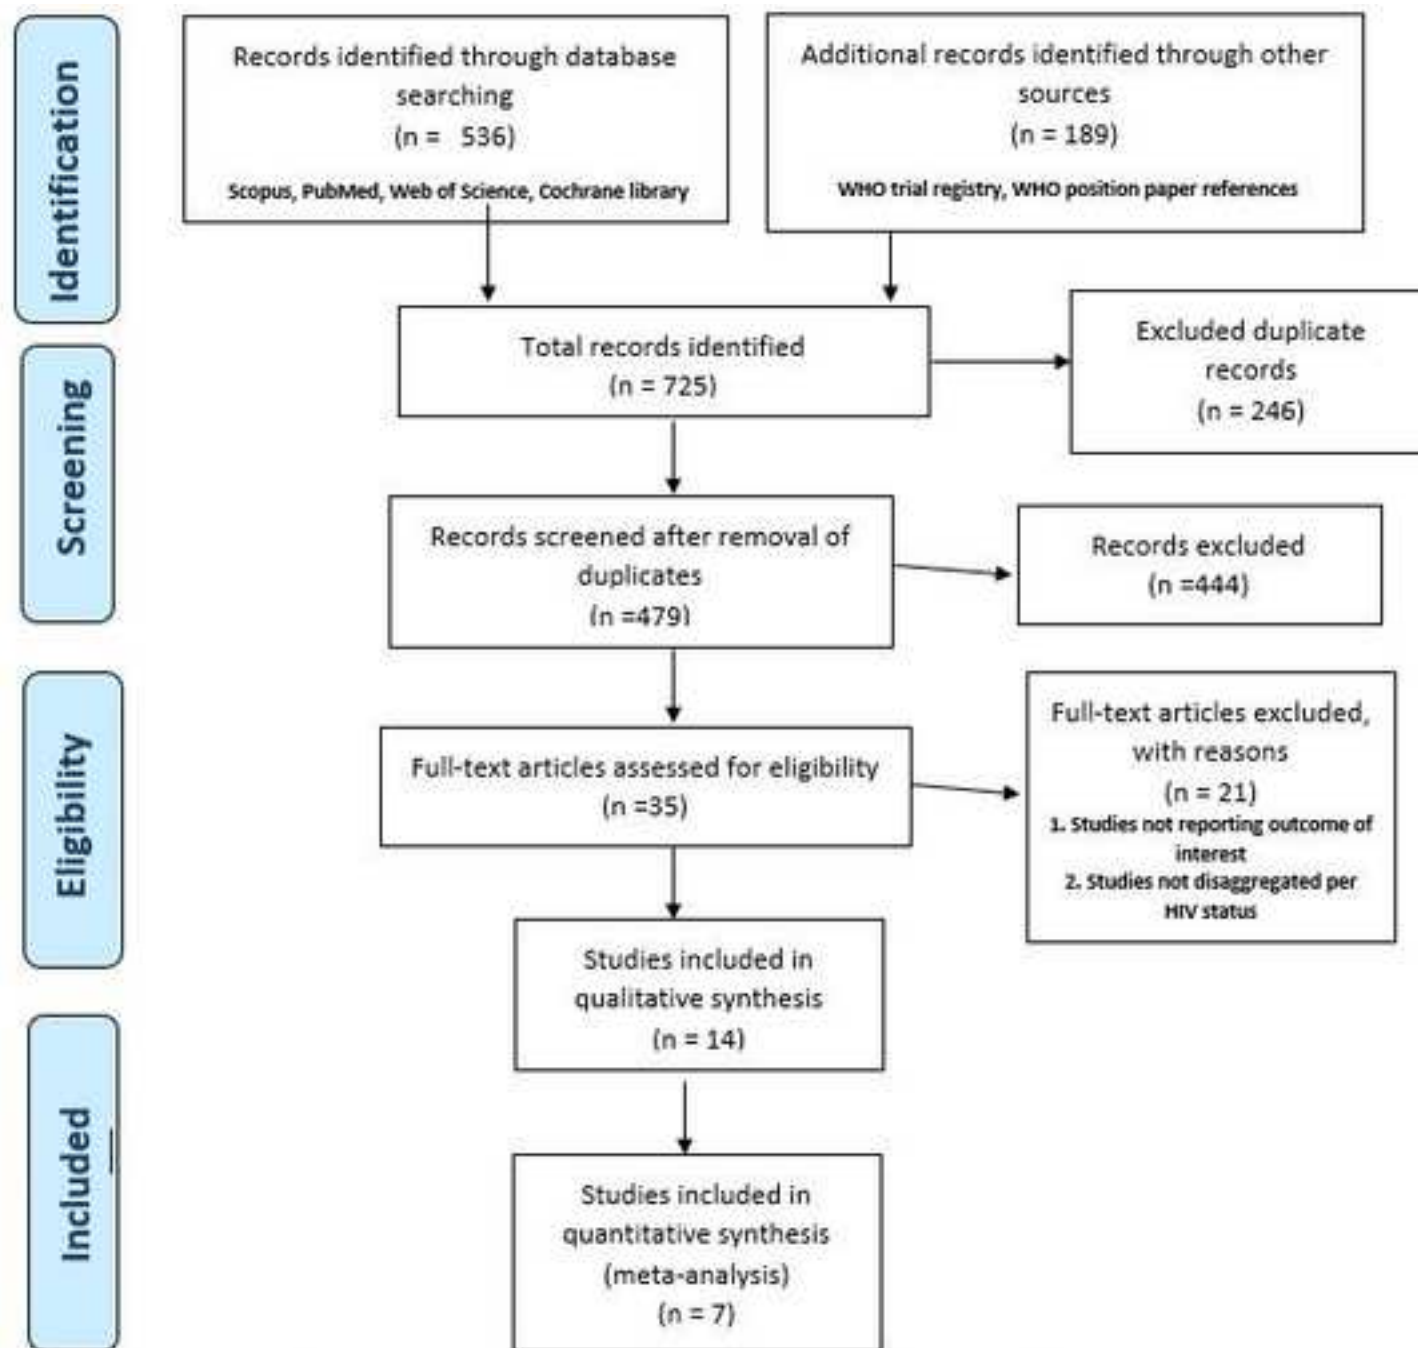 Identification
Records identified through database
searching
(n = 536)
Scopus, PubMed, Web of Science, Cochrane library
Additional records identified through other
sources
(n = 189)
WHO trial registry, WHO position paper references
Total records identified
(n = 725)
Excluded duplicate
records
(n = 246)
Screening
Records screened after removal of
duplicates
(n =479)
Records excluded
(n =444)
Eligibility
Full-text articles assessed for eligibility
(n =35)
Full-text articles excluded,
with reasons
(n = 21)
1. Studies not reporting outcome of
interest
2. Studies not disaggregated per
HIV status
Studies included in
qualitative synthesis
(n = 14)
Included
Studies included in
quantitative synthesis
(meta-analysis)
(n = 7)